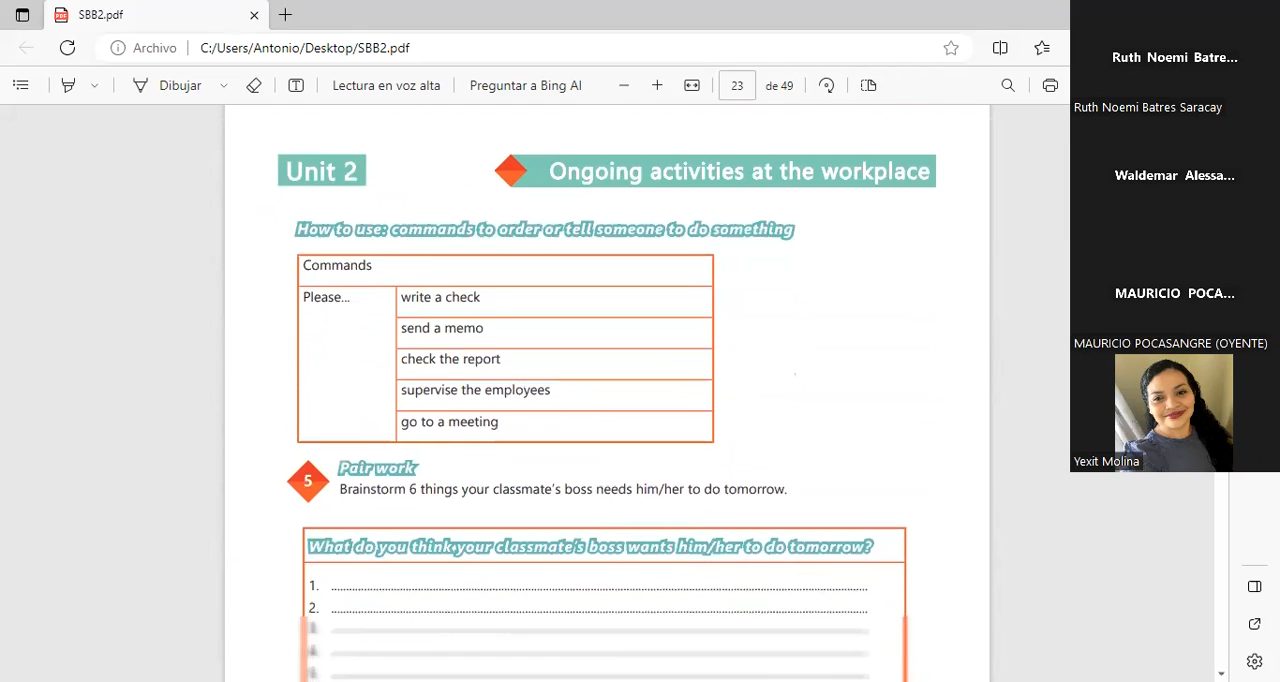 SBB2.pdf
Archivo
C:/Users/Antonio/Desktop/SBB2.pdf
Dibujar
Lectura en voz alta
Preguntar a Bing AI
23
de 49
Unit 2
Ongoing activities at the workplace
How to use: commands to order or tell someone to do something
Commands
Please...
write a check
send a memo
check the report
supervise the employees
go to a meeting
5
Pair work
Brainstorm 6 things your classmate's boss needs him/her to do tomorrow.
What do you think your classmate's boss wants him/her to do tomorrow?
1.
2.
Ruth Noemi Batre...
Ruth Noemi Batres Saracay
Waldemar Alessa...
MAURICIO POCA...
MAURICIO POCASANGRE (OYENTE)
Yexit Molina